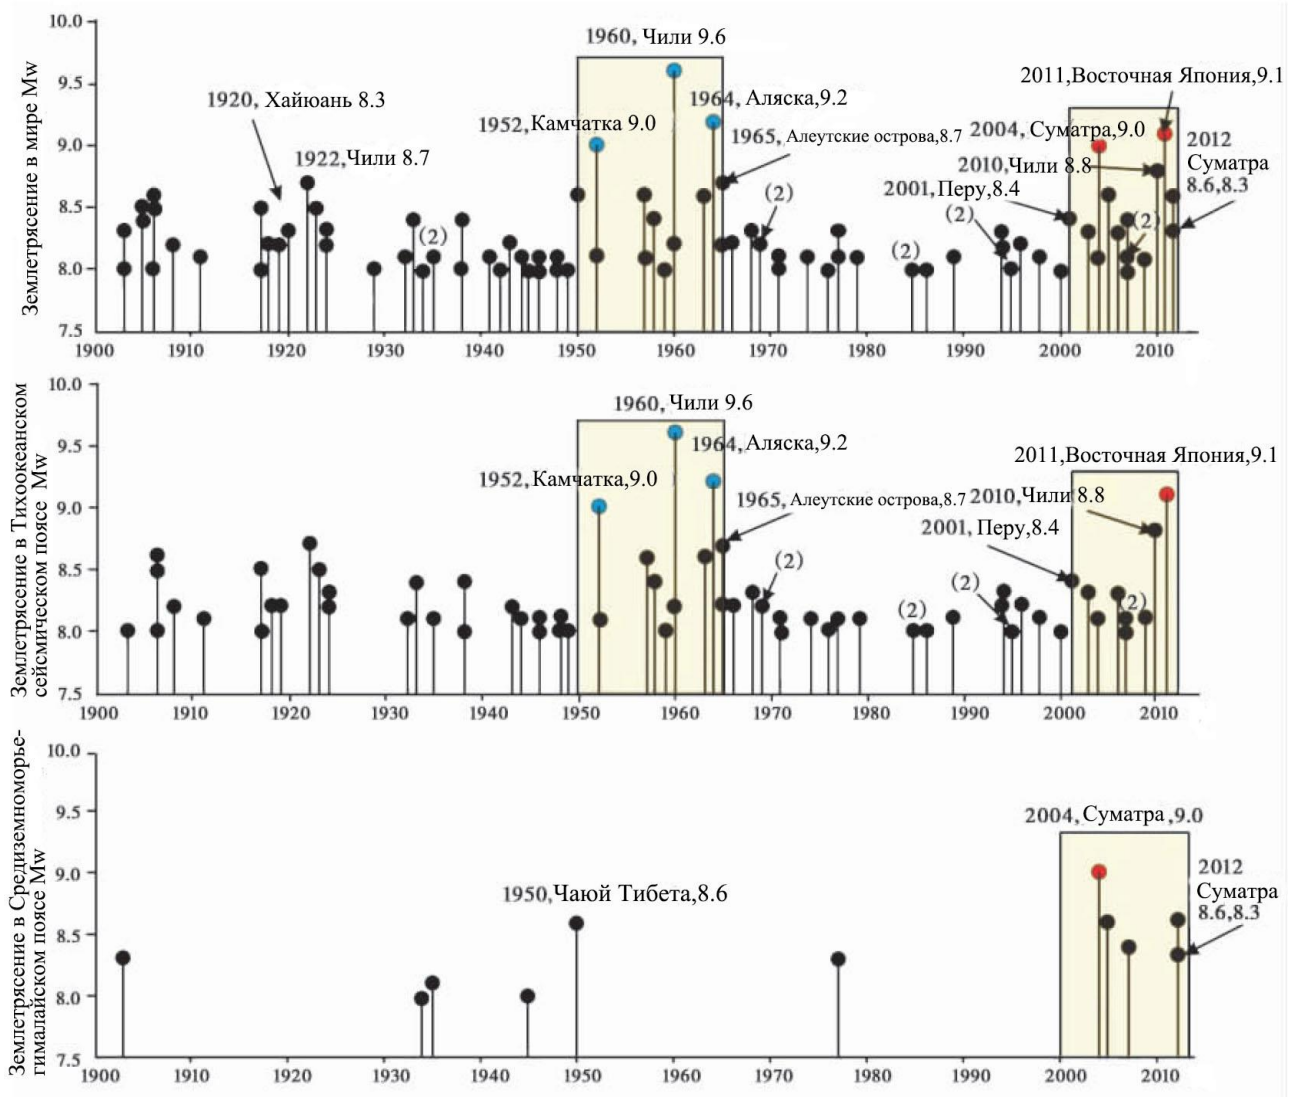 Землетрясение в мире Mw
10.0
9.5
9.0
8.5
8.0
7.5
1960, Чили 9.6
2011,Восточная Япония,9.1
1920, Хайюань 8.3
1964, Аляска,9.2
1952,Камчатка 9.0
1965, Алеутские острова,8.7
2004, Суматра,9.0
2012
Суматра
8.6,8.3
1922,Чили 8.7
2010,Чили 8.8
2001,Перу,8.4
(2)
(2)
(2)
(2)
(2)
1900 1910 1920 1930 1940 1950 1960 1970 1980 1990 2000 2010
Землетрясение в Тихоокеанском
сейсмическом поясе Mw
10.0
9.5
9.0
8.5
8.0
7.5
1960, Чили 9.6
1964, Аляска,9.2
2011,Восточная Япония,9.1
1952,Камчатка,9.0
1965, Алеутские острова,8.7
2010,Чили 8.8
2001, Перу,8.4
(2)
(2)
(2)
(2)
1900 1910 1920 1930 1940 1950 1960 1970 1980 1990 2000 2010
Землетрясение в Средиземноморье-
гималайском поясе Mw
10.0
9.5
9.0
8.5
8.0
7.5
2004, Суматра ,9.0
1950,Чаюй Тибета,8.6
2012
Суматра
8.6,8.3
1900 1910 1920 1930 1940 1950 1960 1970 1980 1990 2000 2010